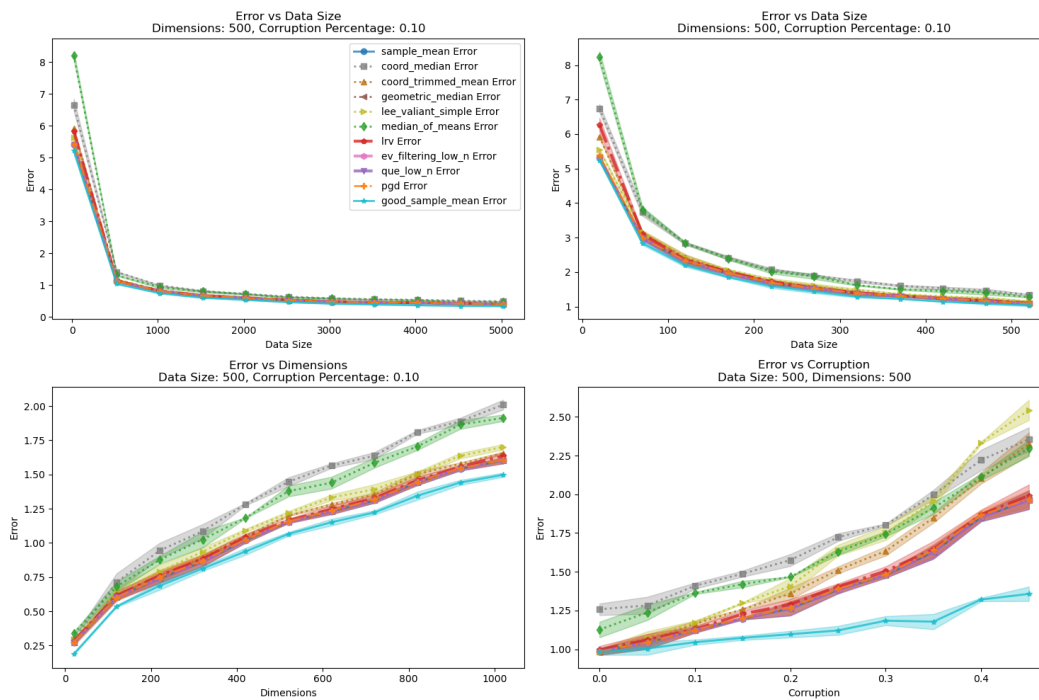 Error vs Data Size
Dimensions: 500, Corruption Percentage: 0.10
Error
8
7
6
5
4
3
2
1
0
sample_mean Error
coord_median Error
coord_trimmed_mean Error
geometric_median Error
lee_valiant_simple Error
median_of_means Error
lrv Error
ev_filtering_low_n Error
que_low_n Error
pgd Error
good_sample_mean Error
0 1000 2000 3000 4000 5000
Data Size
Error vs Data Size
Dimensions: 500, Corruption Percentage: 0.10
Error
8
7
6
5
4
3
2
1
0 100 200 300 400 500
Data Size
Error vs Dimensions
Data Size: 500, Corruption Percentage: 0.10
Error
2.00
1.75
1.50
1.25
1.00
0.75
0.50
0.25
0 200 400 600 800 1000
Dimensions
Error vs Corruption
Data Size: 500, Dimensions: 500
Error
2.50
2.25
2.00
1.75
1.50
1.25
1.00
0.0 0.1 0.2 0.3 0.4
Corruption